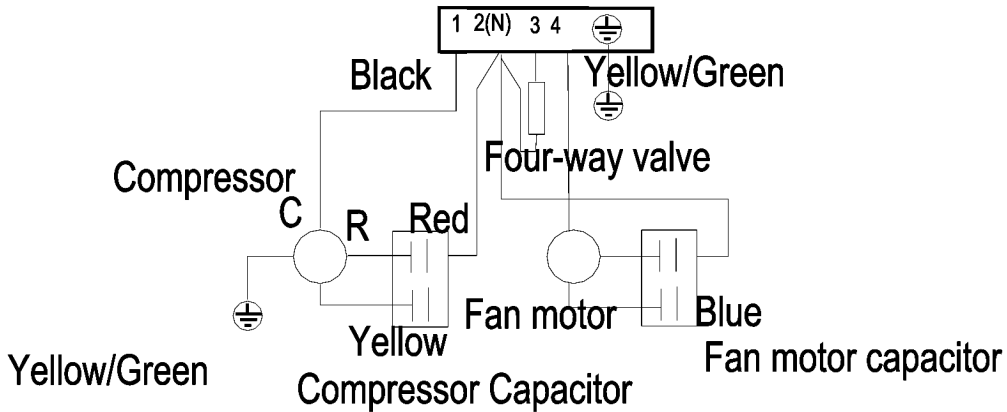 1 2(N) 3 4
Black
Yellow/Green
Four-way valve
Compressor
C
R
Red
Fan motor
Blue
Yellow
Fan motor capacitor
Yellow/Green
Compressor Capacitor